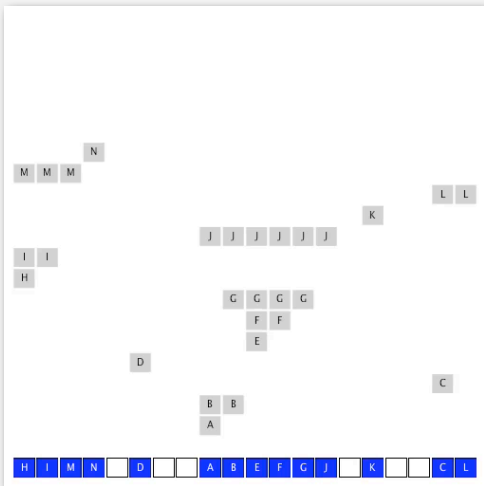 N
M M M
L L
K
J J J J J J
I I
H
G G G G
F F
E
D
C
B B
A
H I M N D A B E F G J K C L